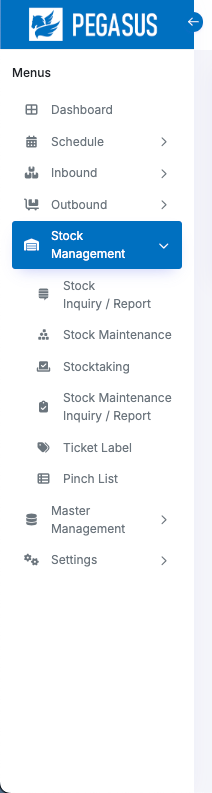 PEGASUS
Menus
Dashboard
Schedule
Inbound
Outbound
Stock
Management
Stock
Inquiry / Report
Stock Maintenance
Stocktaking
Stock Maintenance
Inquiry / Report
Ticket Label
Pinch List
Master
Management
Settings